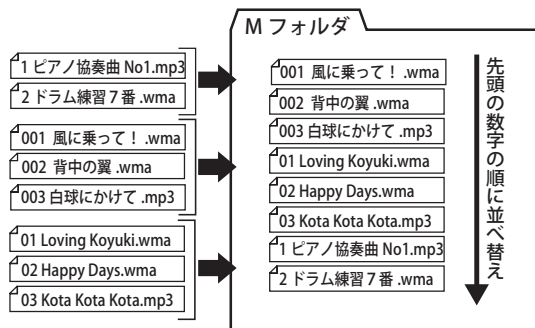 1 ピアノ協奏曲 No1.mp3
2 ドラム練習７番 .wma
001 風に乗って！ .wma
002 背中の翼 .wma
003 白球にかけて .mp3
01 Loving Koyuki.wma
02 Happy Days.wma
03 Kota Kota Kota.mp3
M フォルダ
001 風に乗って！ .wma
002 背中の翼 .wma
003 白球にかけて .mp3
01 Loving Koyuki.wma
02 Happy Days.wma
03 Kota Kota Kota.mp3
1 ピアノ協奏曲 No1.mp3
2 ドラム練習７番 .wma
先頭の数字の順に並べ替え